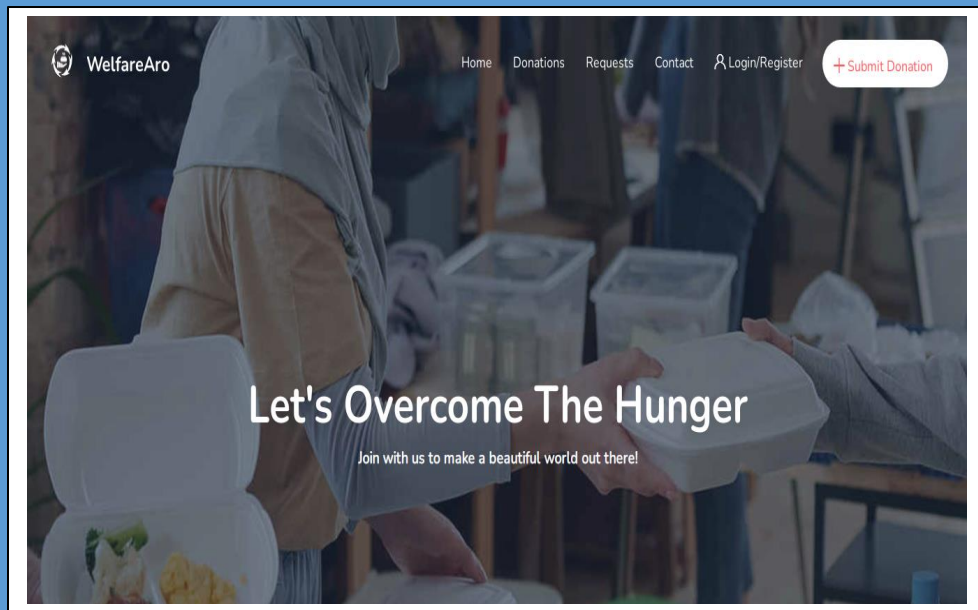 WelfareAro
Home Donations Requests Contact Login/Register + Submit Donation
Let's Overcome The Hunger
Join with us to make a beautiful world out there!